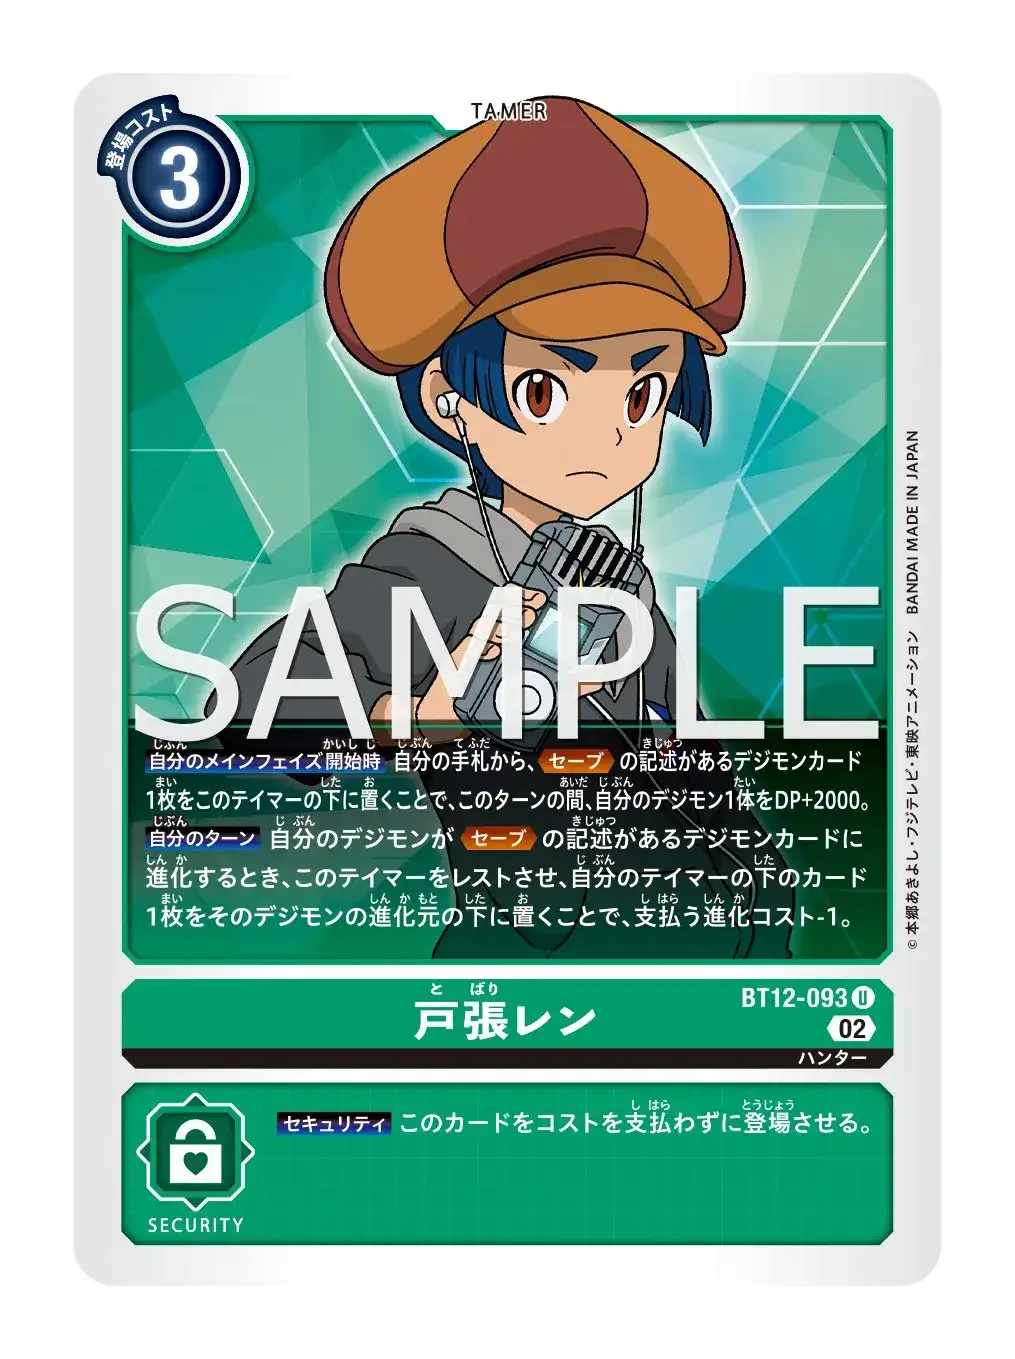 TAMER
登場コスト
3
SAMPLE
自分のメインフェイズ開始時 自分の手札から、セーブの記述があるデジモンカード
1枚をこのテイマーの下に置くことで、このターンの間、自分のデジモン1体をDP+2000。
自分のターン 自分のデジモンがセーブの記述があるデジモンカードに
進化するとき、このテイマーをレストさせ、自分のテイマーの下のカード
1枚をそのデジモンの進化元の下に置くことで、支払う進化コスト-1。
©本郷あきよし・フジテレビ・東映アニメーション BANDAI MADE IN JAPAN
とばり
戸張レン
BT12-093 U
02
ハンター
セキュリティ このカードをコストを支払わずに登場させる。
SECURITY